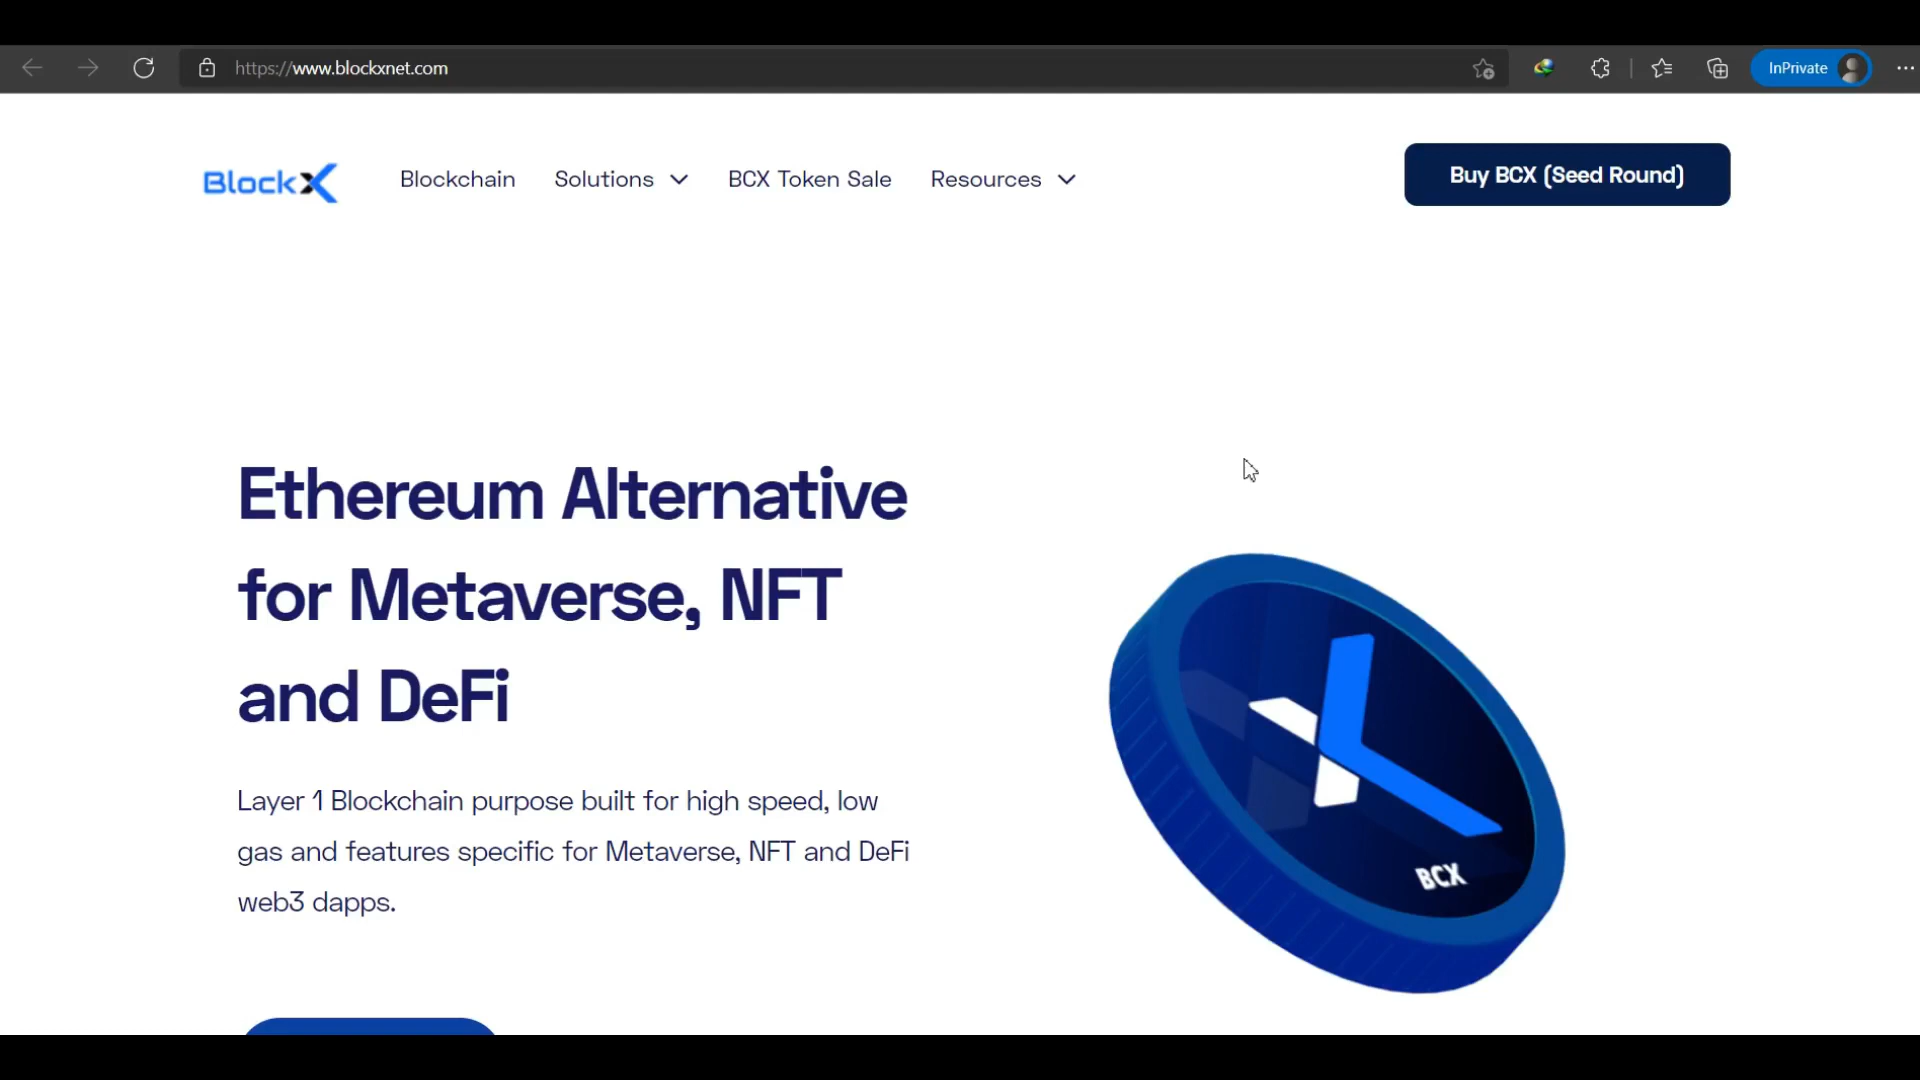 https://www.blockxnet.com
InPrivate
BlockX
Blockchain
Solutions
BCX Token Sale
Resources
Buy BCX (Seed Round)
Ethereum Alternative
for Metaverse, NFT
and DeFi
Layer 1 Blockchain purpose built for high speed, low
gas and features specific for Metaverse, NFT and DeFi
web3 dapps.
BCX